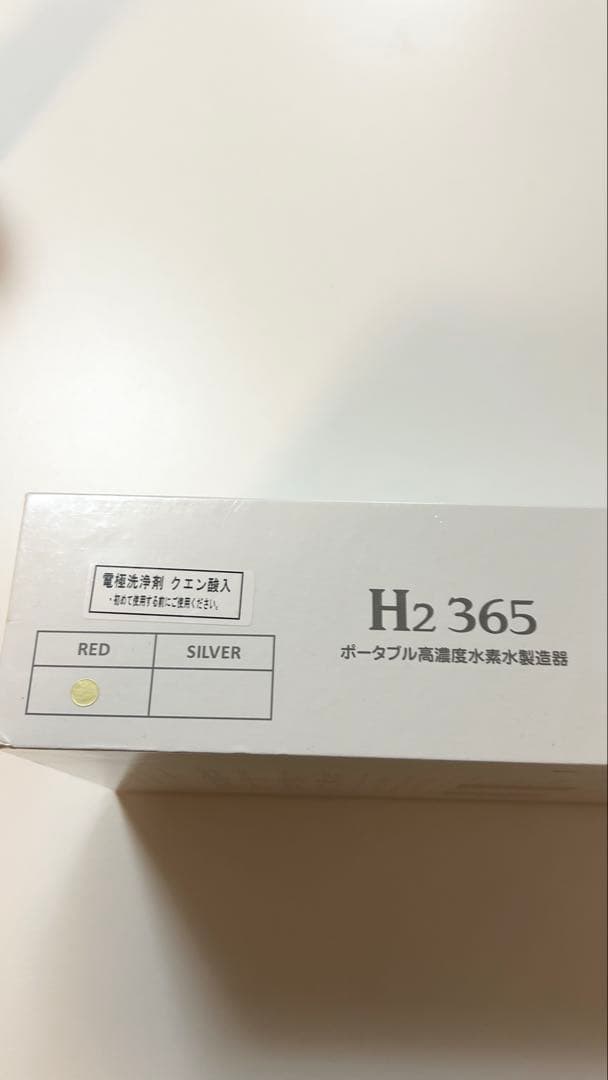 電極洗浄剤 クエン酸入
・初めて使用する前にご使用ください。
RED SILVER
H2 365
ポータブル高濃度水素水製造器